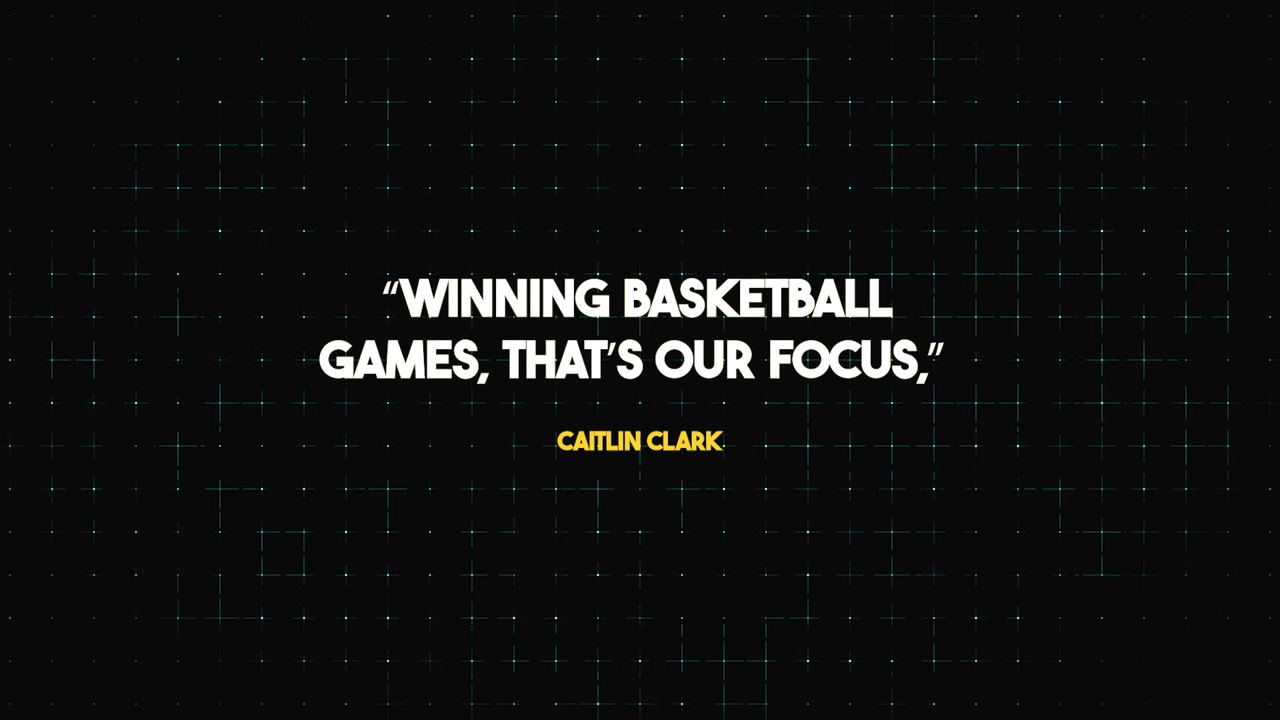 “WINNING BASKETBALL
GAMES, THAT’S OUR FOCUS,”
CAITLIN CLARK